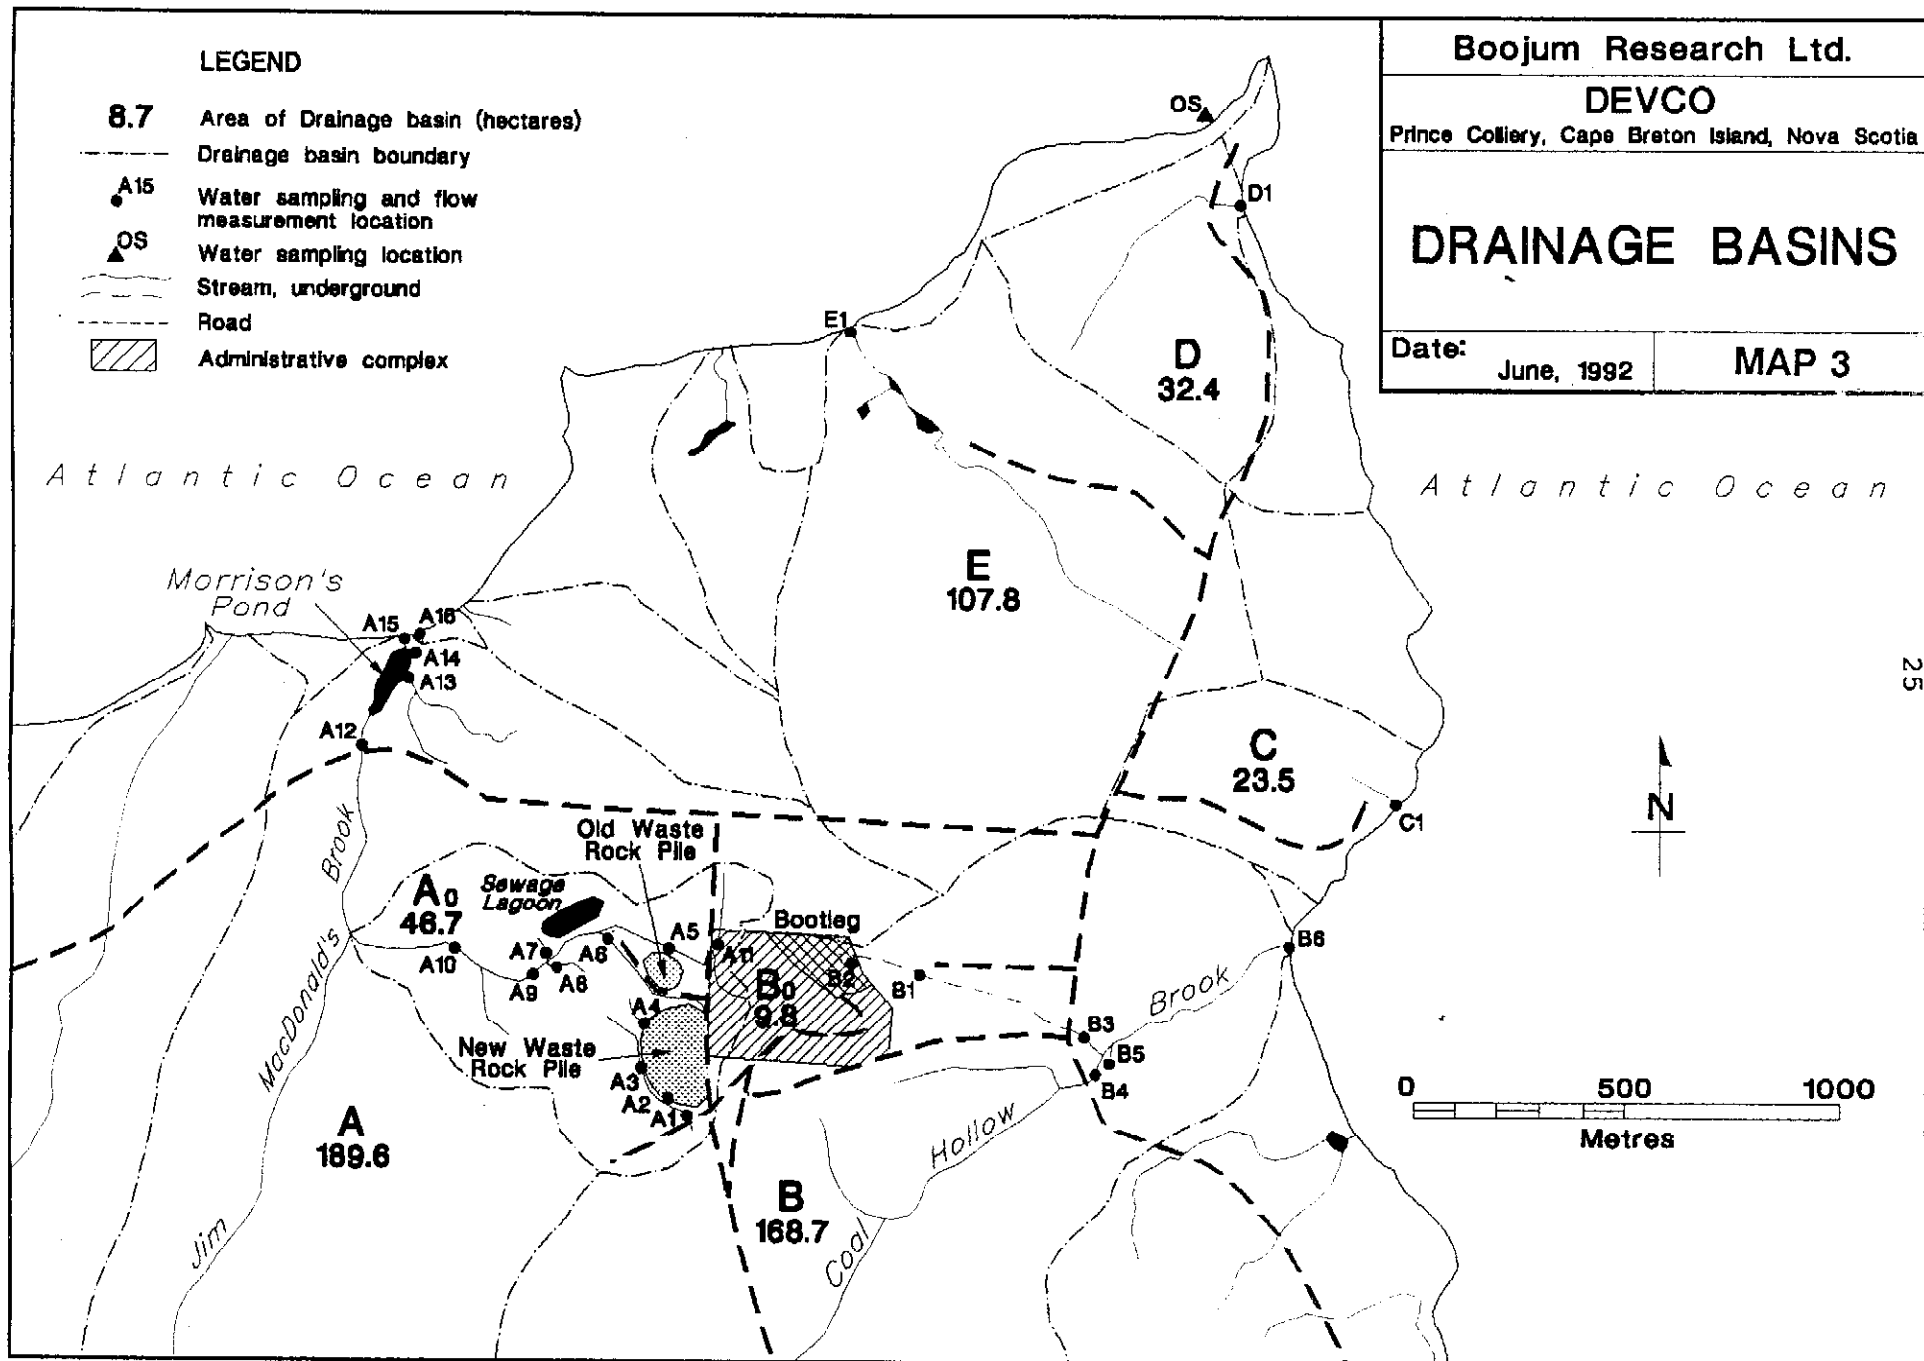 LEGEND
8.7 Area of Drainage basin (hectares)
Drainage basin boundary
A15 Water sampling and flow
measurement location
OS Water sampling location
Stream, underground
Road
Administrative complex
Boojum Research Ltd.
DEVCO
Prince Colliery, Cape Breton Island, Nova Scotia
DRAINAGE BASINS
Date:
June, 1992
MAP 3
OS
D1
E1
D
32.4
Atlantic Ocean
Atlantic Ocean
E
107.8
Morrison's
Pond
A15
A16
A14
A13
A12
25
C
23.5
C1
N
Old Waste
Rock Pile
A0
46.7
Sewage
Lagoon
Bootleg
A5
A6
A7
A8
A9
A10
A11
B2
B1
B0
9.8
B6
Brook
B3
B5
B4
A4
New Waste
Rock Pile
A3
A2
A1
Jim MacDonald's Brook
A
189.6
B
168.7
Coal Hollow
0 500 1000
Metres